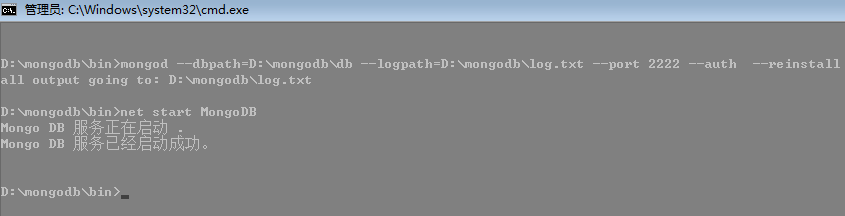 管理员: C:\Windows\system32\cmd.exe
D:\mongodb\bin>mongod --dbpath=D:\mongodb\db --logpath=D:\mongodb\log.txt --port 2222 --auth  --reinstall
all output going to: D:\mongodb\log.txt
D:\mongodb\bin>net start MongoDB
Mongo DB 服务正在启动 .
Mongo DB 服务已经启动成功。
D:\mongodb\bin>